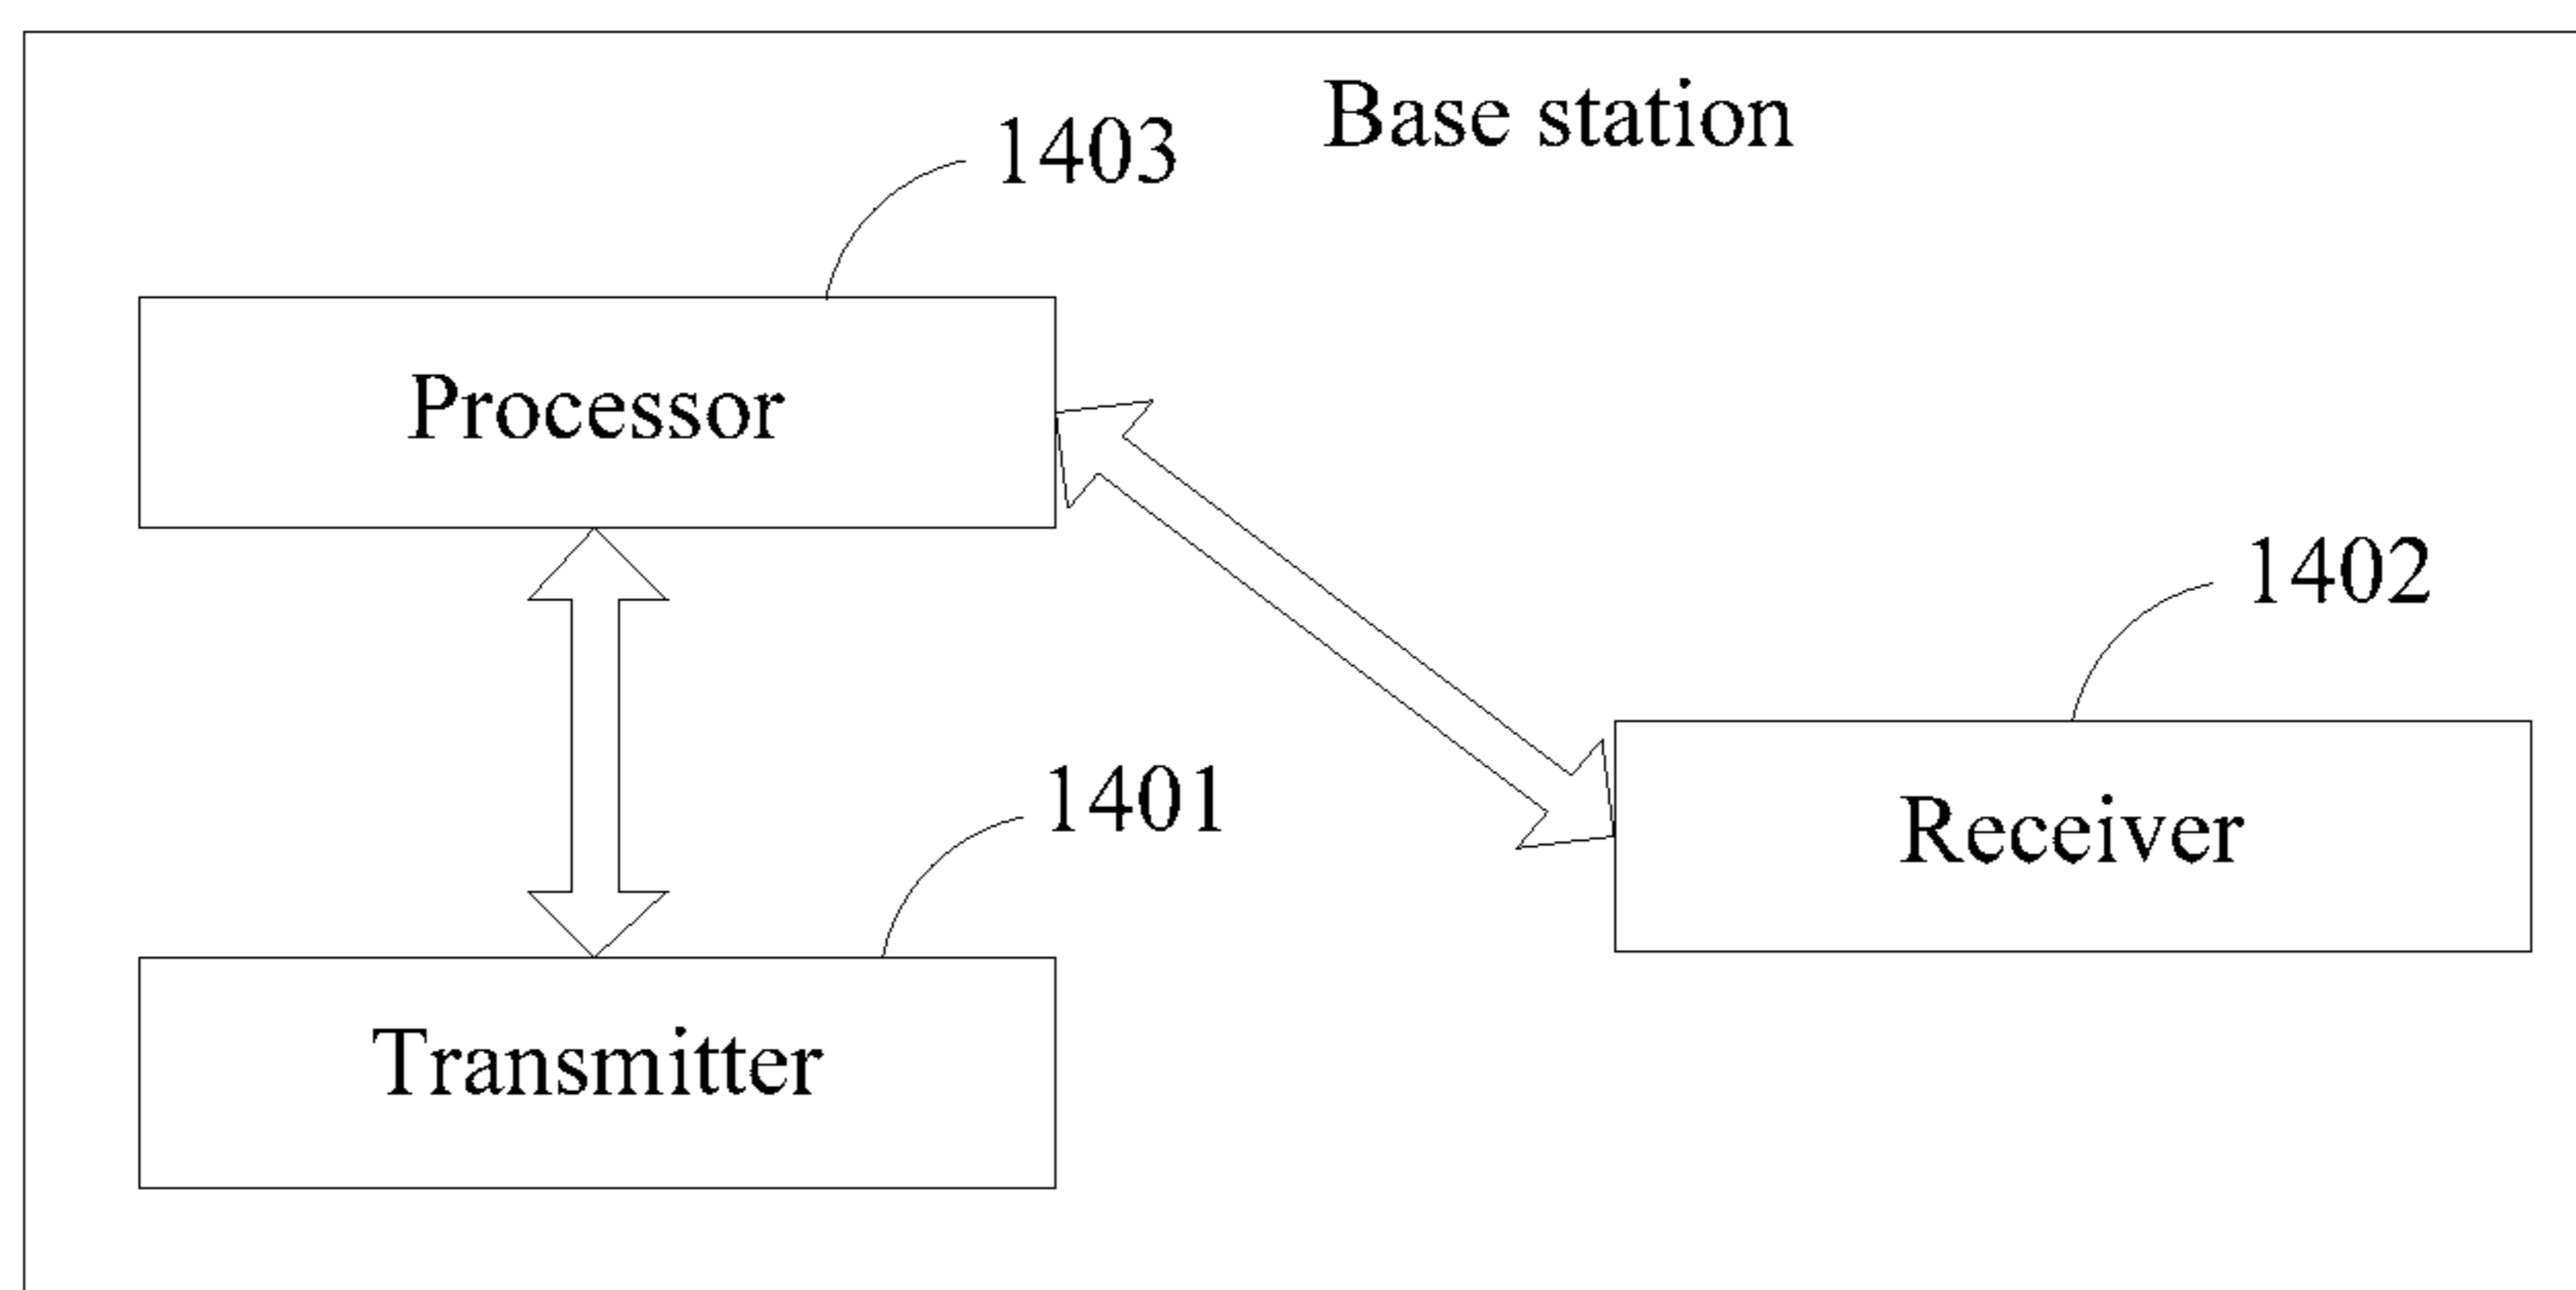 Base station
1403
Processor
1402
1401
Receiver
Transmitter